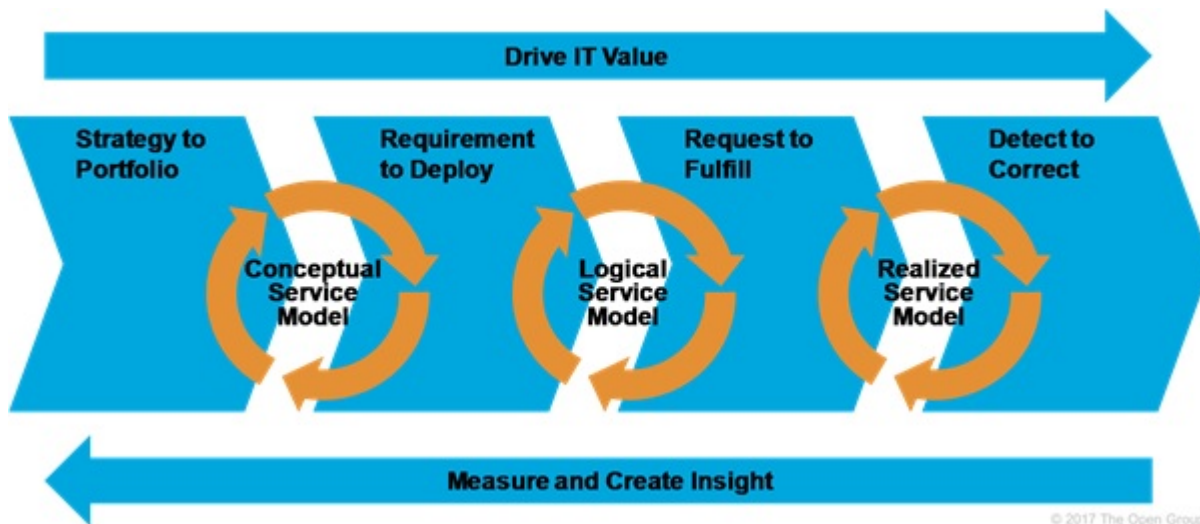 Drive IT Value
Strategy to
Portfolio
Requirement
to Deploy
Request to
Fulfill
Detect to
Correct
Conceptual
Service
Model
Logical
Service
Model
Realized
Service
Model
Measure and Create Insight
© 2017 The Open Group